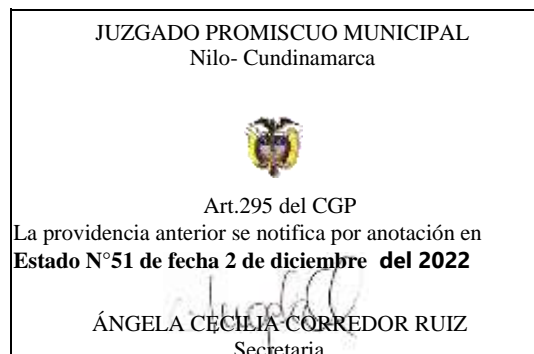 JUZGADO PROMISCUO MUNICIPAL
Nilo- Cundinamarca
Art.295 del CGP
La providencia anterior se notifica por anotación en
Estado N°51 de fecha 2 de diciembre del 2022
ÁNGELA CECILIA CORREDOR RUIZ
Secretaria